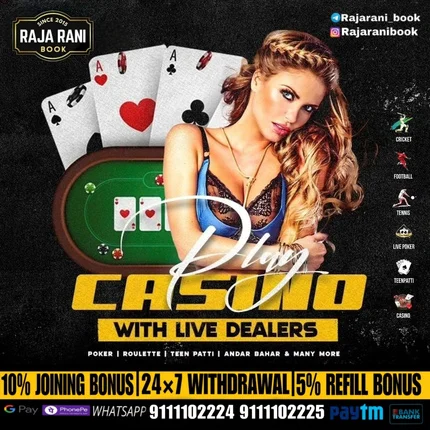 SINCE 2015
RAJA RANI
BOOK
Rajarani_book
Rajaranibook
A A A
CRICKET
FOOTBALL
TENNIS
LIVE POKER
TEENPATTI
CASINO
Play
CASINO
WITH LIVE DEALERS
POKER | ROULETTE | TEEN PATTI | ANDAR BAHAR & MANY MORE
10% JOINING BONUS|24×7 WITHDRAWAL|5% REFILL BONUS
G Pay PhonePe WHATSAPP 9111102224 9111102225 paytm BANK TRANSFER